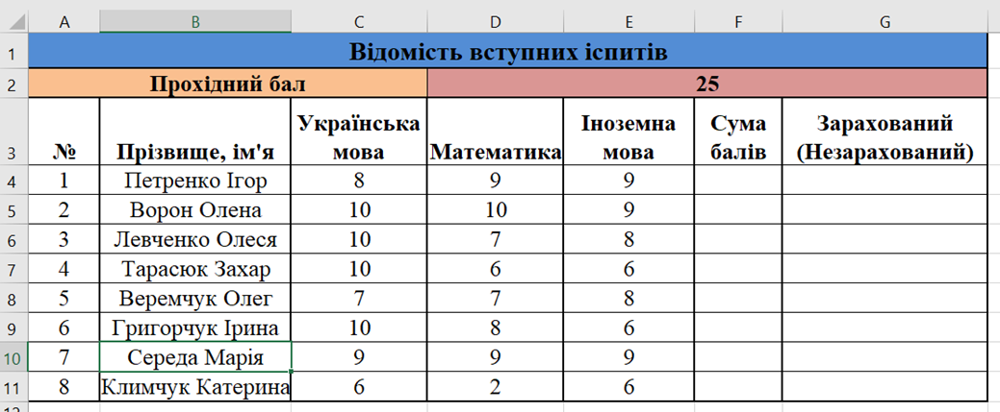 A B C D E F G
1 Відомість вступних іспитів
2 Прохідний бал 25
3 № Прізвище, ім'я Українська мова Математика Іноземна мова Сума балів Зарахований (Незарахований)
4 1 Петренко Ігор 8 9 9
5 2 Ворон Олена 10 10 9
6 3 Левченко Олеся 10 7 8
7 4 Тарасюк Захар 10 6 6
8 5 Веремчук Олег 7 7 8
9 6 Григорчук Ірина 10 8 6
10 7 Середа Марія 9 9 9
11 8 Климчук Катерина 6 2 6